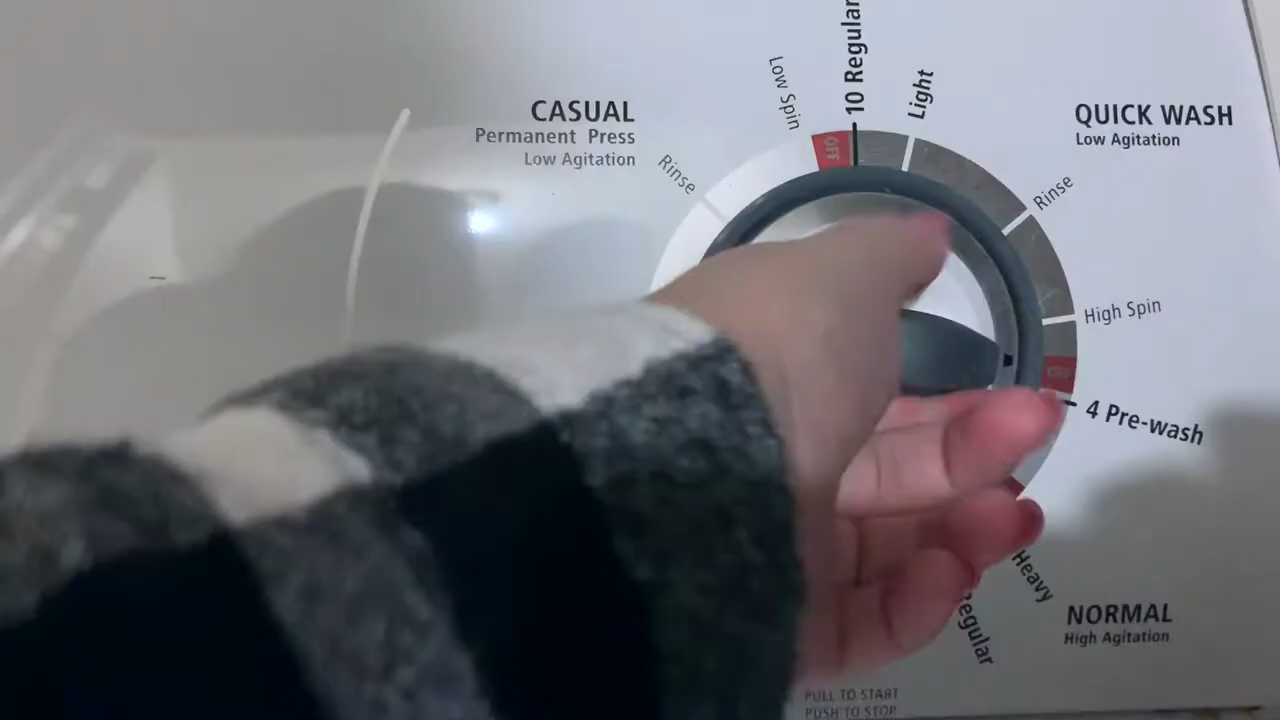 CASUAL
Permanent Press
Low Agitation
Rinse
Low Spin
OFF
10 Regular
Light
QUICK WASH
Low Agitation
Rinse
High Spin
OFF
4 Pre-wash
Heavy
Regular
NORMAL
High Agitation
PULL TO START
PUSH TO STOP